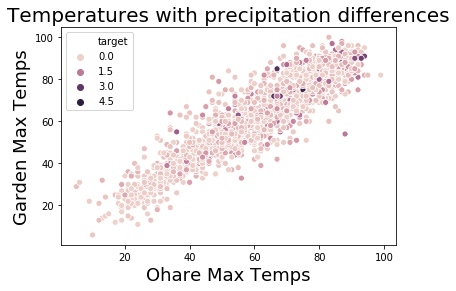 Temperatures with precipitation differences
target
0.0
1.5
3.0
4.5
100
80
60
40
20
Garden Max Temps
20 40 60 80 100
Ohare Max Temps